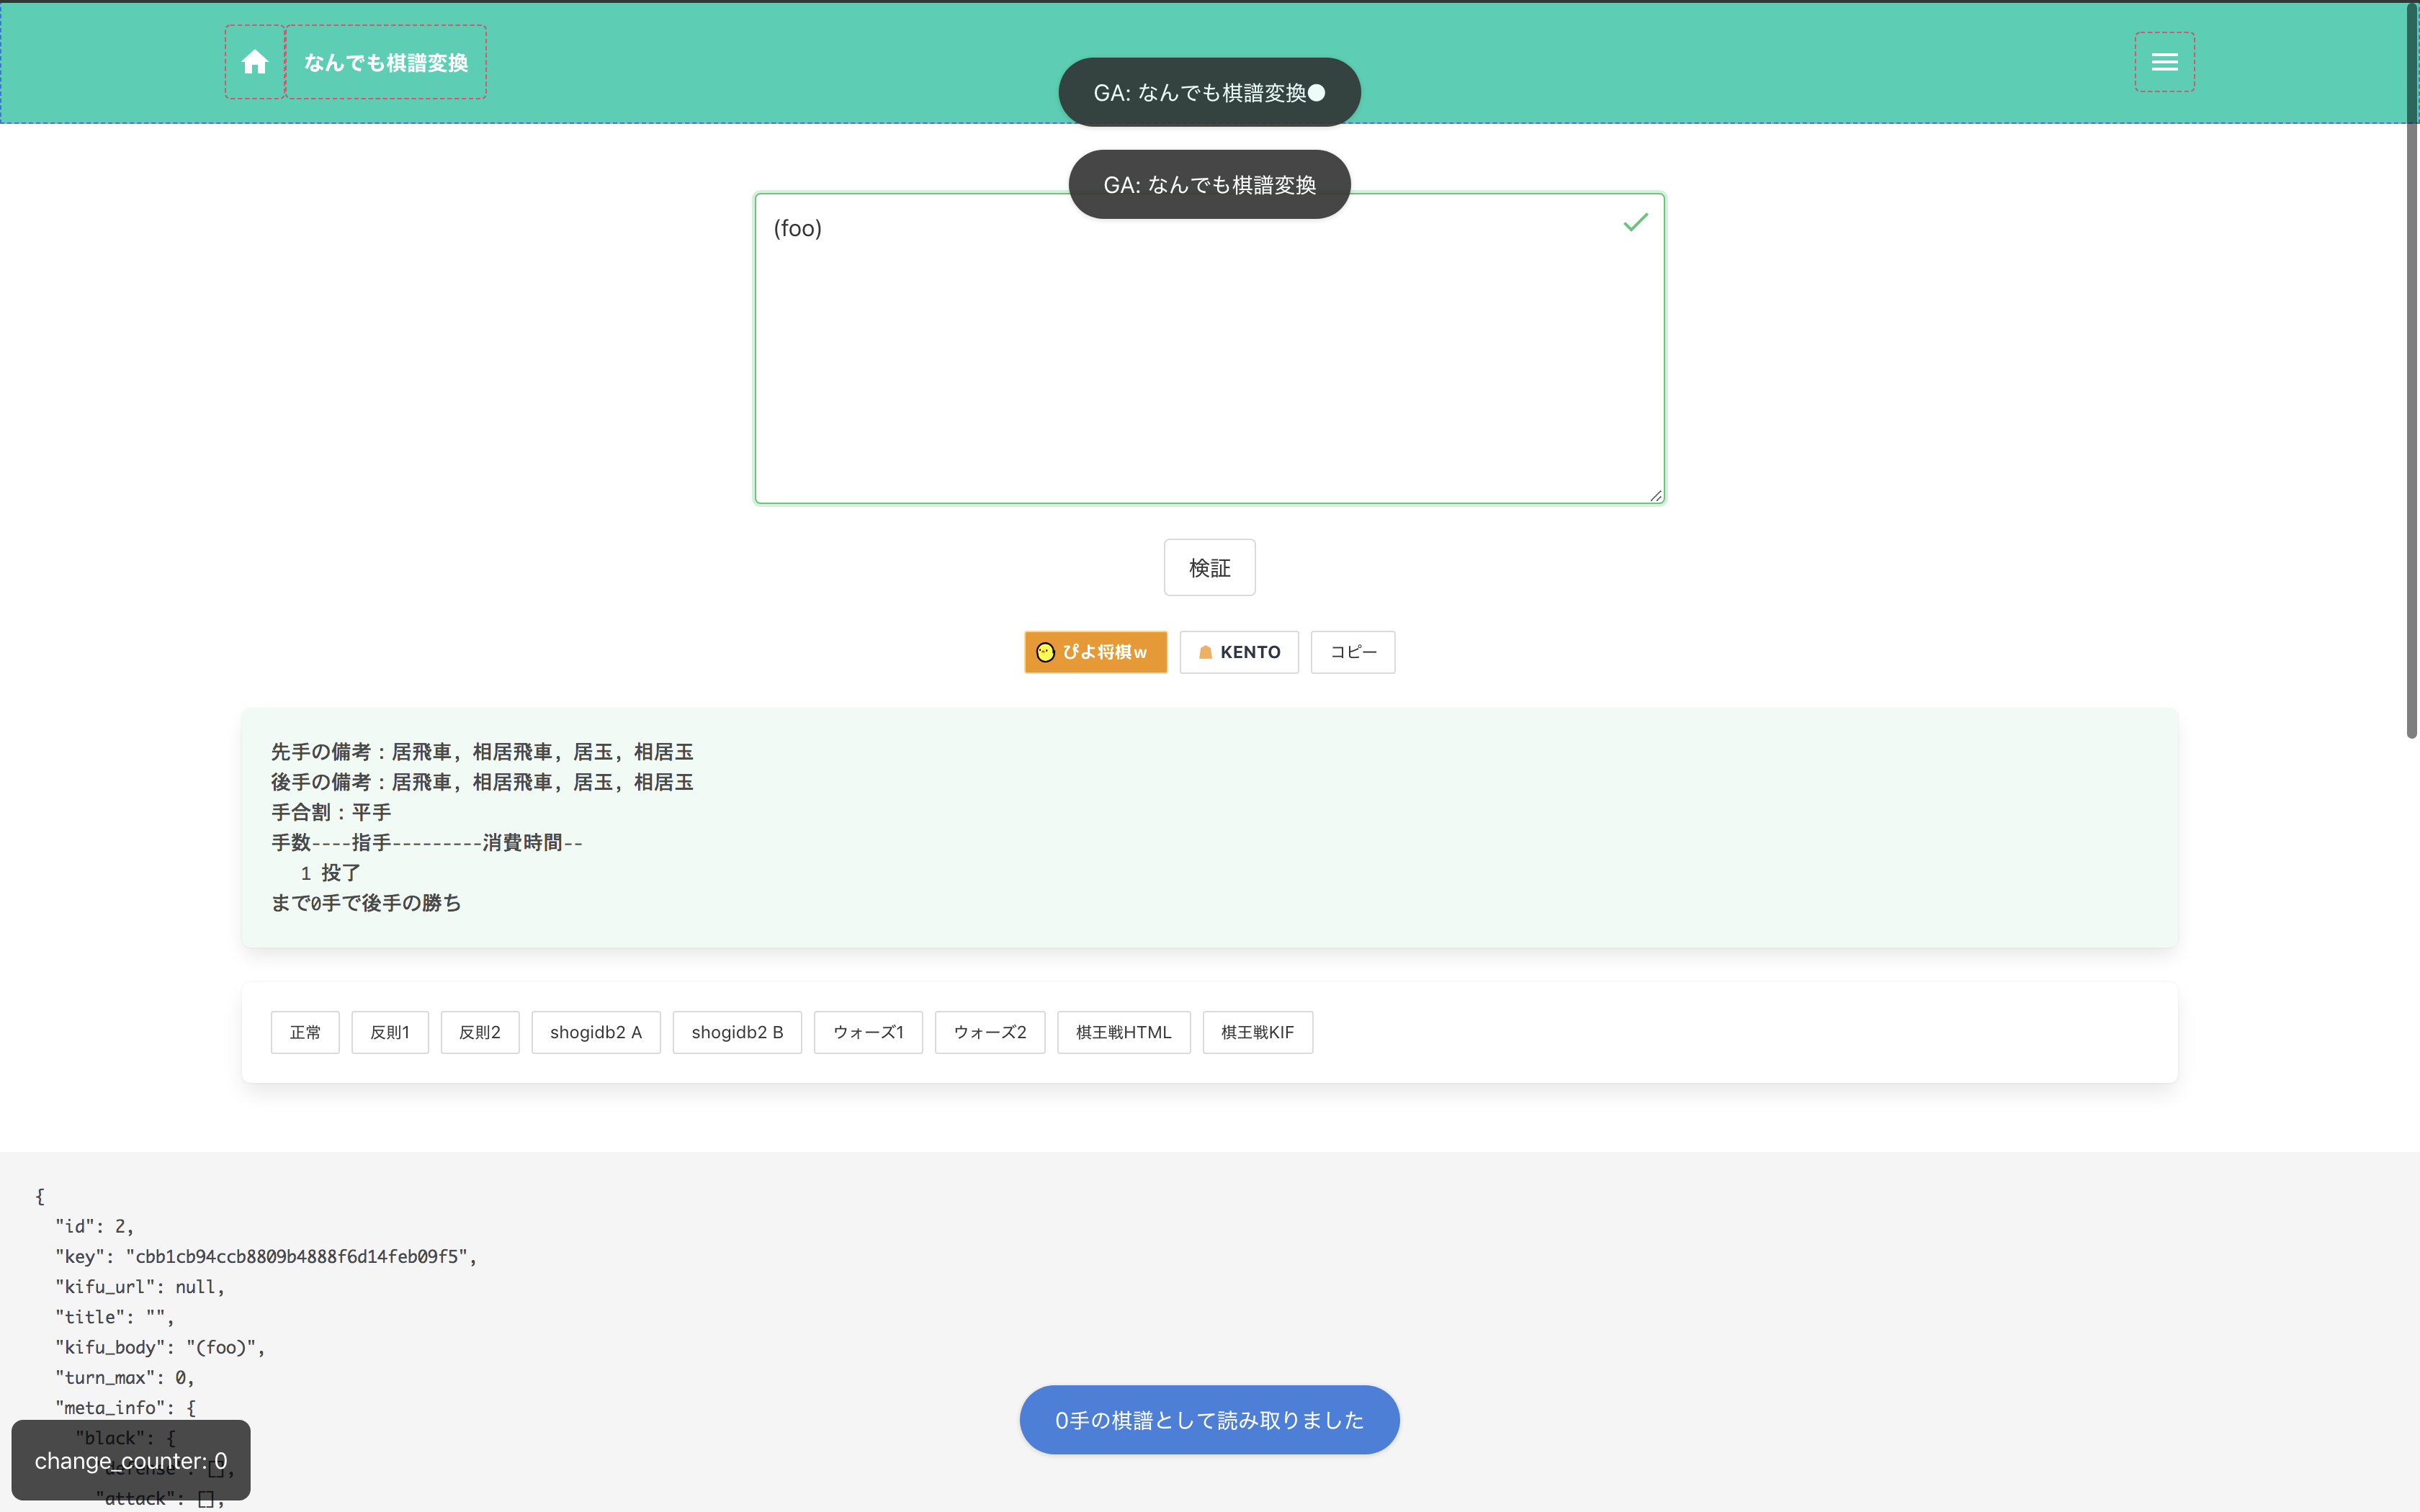 なんでも棋譜変換
GA: なんでも棋譜変換●
GA: なんでも棋譜変換
(foo)
検証
ぴよ将棋w
KENTO
コピー
先手の備考：居飛車, 相居飛車, 居玉, 相居玉
後手の備考：居飛車, 相居飛車, 居玉, 相居玉
手合割：平手
手数----指手---------消費時間--
1 投了
まで0手で後手の勝ち
正常 反則1 反則2 shogidb2 A shogidb2 B ウォーズ1 ウォーズ2 棋王戦HTML 棋王戦KIF
{
"id": 2,
"key": "cbb1cb94ccb8809b4888f6d14feb09f5",
"kifu_url": null,
"title": "",
"kifu_body": "(foo)",
"turn_max": 0,
"meta_info": {
"black": {
"defense": [],
"attack": [],
0手の棋譜として読み取りました
change_counter: 0